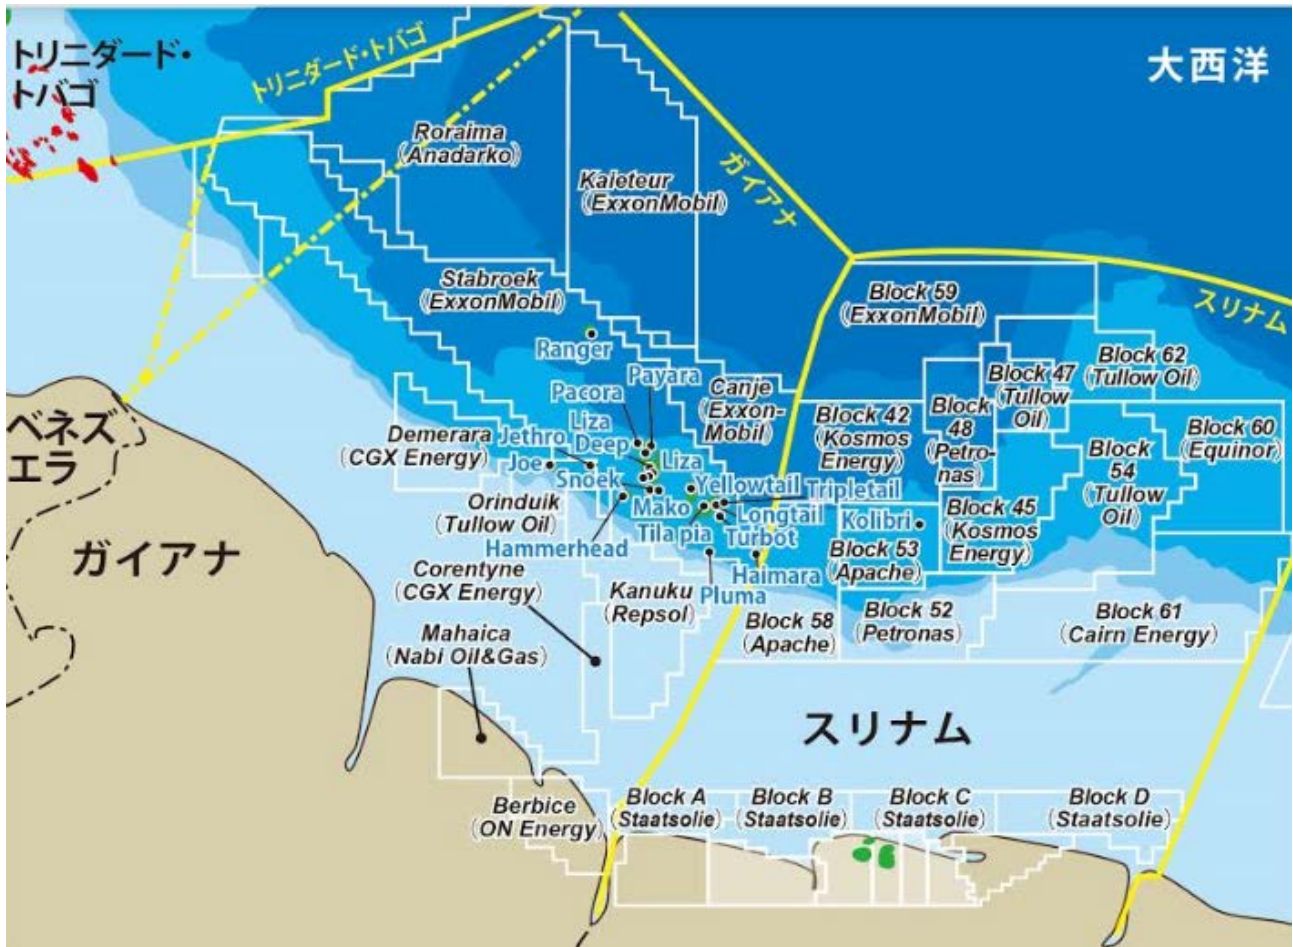 トリニダード・
トバゴ
トリニダード・トバゴ
大西洋
Roraima
(Anadarko)
Kaieteur
(ExxonMobil)
ガイアナ
Stabroek
(ExxonMobil)
Block 59
(ExxonMobil)
スリナム
Ranger
Payara
Pacora
Liza
Deep
Liza
Canje
(Exxon-
Mobil)
Block 42
(Kosmos
Energy)
Block
48
(Petro-
nas)
Block 47
(Tullow
Oil)
Block 62
(Tullow Oil)
Block 60
(Equinor)
Block
54
(Tullow
Oil)
ベネズ
エラ
Demerara
(CGX Energy)
Jethro
Joe
Snoek
Mako
Yellowtail
Tripletail
Longtail
Tilapia
Turbot
Orinduik
(Tullow Oil)
Hammerhead
Kolibri
Block 45
(Kosmos
Energy)
Block 53
(Apache)
Haimara
Pluma
ガイアナ
Corentyne
(CGX Energy)
Kanuku
(Repsol)
Block 58
(Apache)
Block 52
(Petronas)
Block 61
(Cairn Energy)
Mahaica
(Nabi Oil&Gas)
スリナム
Berbice
(ON Energy)
Block A
(Staatsolie)
Block B
(Staatsolie)
Block C
(Staatsolie)
Block D
(Staatsolie)